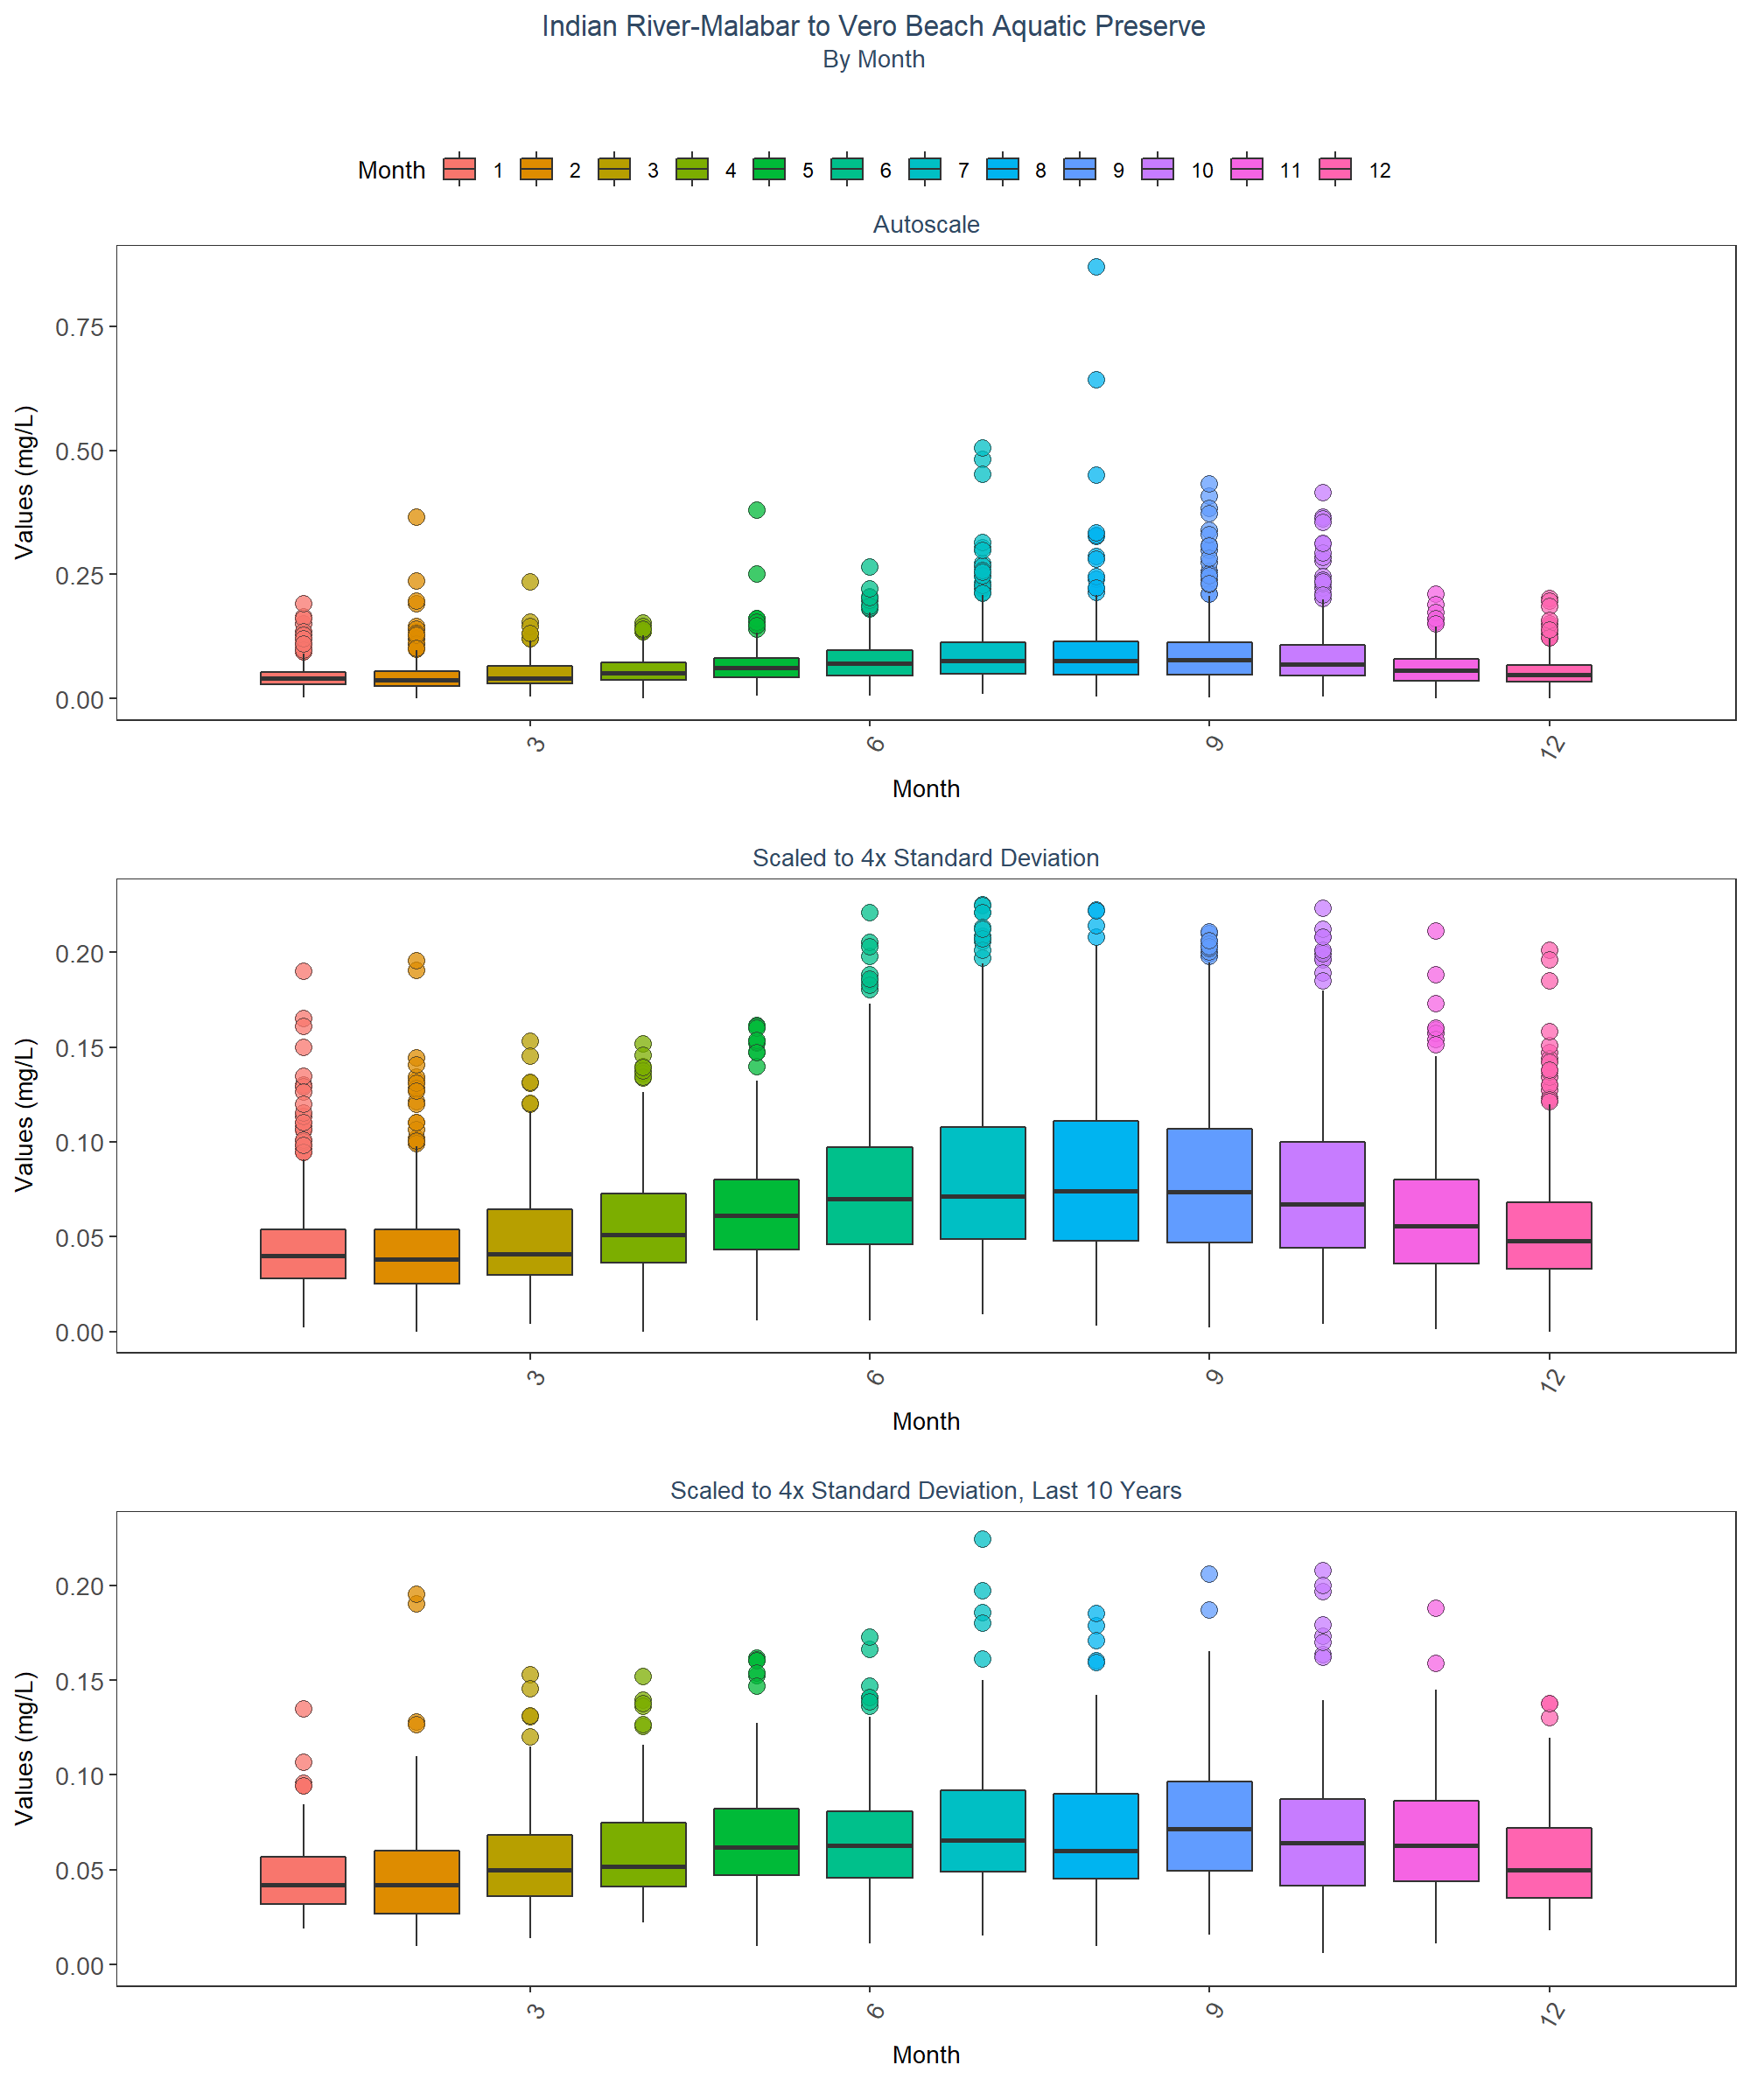 Indian River-Malabar to Vero Beach Aquatic Preserve
By Month
Month 1 2 3 4 5 6 7 8 9 10 11 12
Autoscale
Values (mg/L)
0.75
0.50
0.25
0.00
3 6 9 12
Month
Scaled to 4x Standard Deviation
Values (mg/L)
0.20
0.15
0.10
0.05
0.00
3 6 9 12
Month
Scaled to 4x Standard Deviation, Last 10 Years
Values (mg/L)
0.20
0.15
0.10
0.05
0.00
3 6 9 12
Month